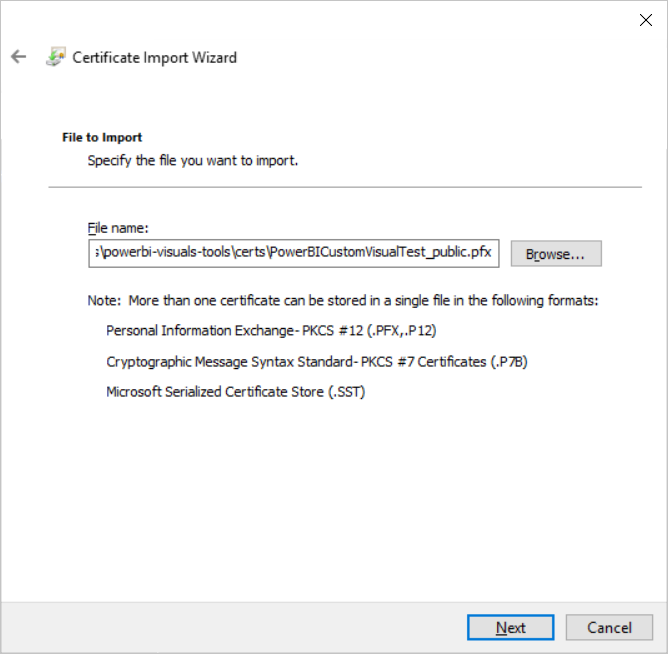 Certificate Import Wizard
File to Import
Specify the file you want to import.
File name:
s\powerbi-visuals-tools\certs\PowerBICustomVisualTest_public.pfx
Browse...
Note: More than one certificate can be stored in a single file in the following formats:
Personal Information Exchange- PKCS #12 (.PFX,.P12)
Cryptographic Message Syntax Standard- PKCS #7 Certificates (.P7B)
Microsoft Serialized Certificate Store (.SST)
Next
Cancel